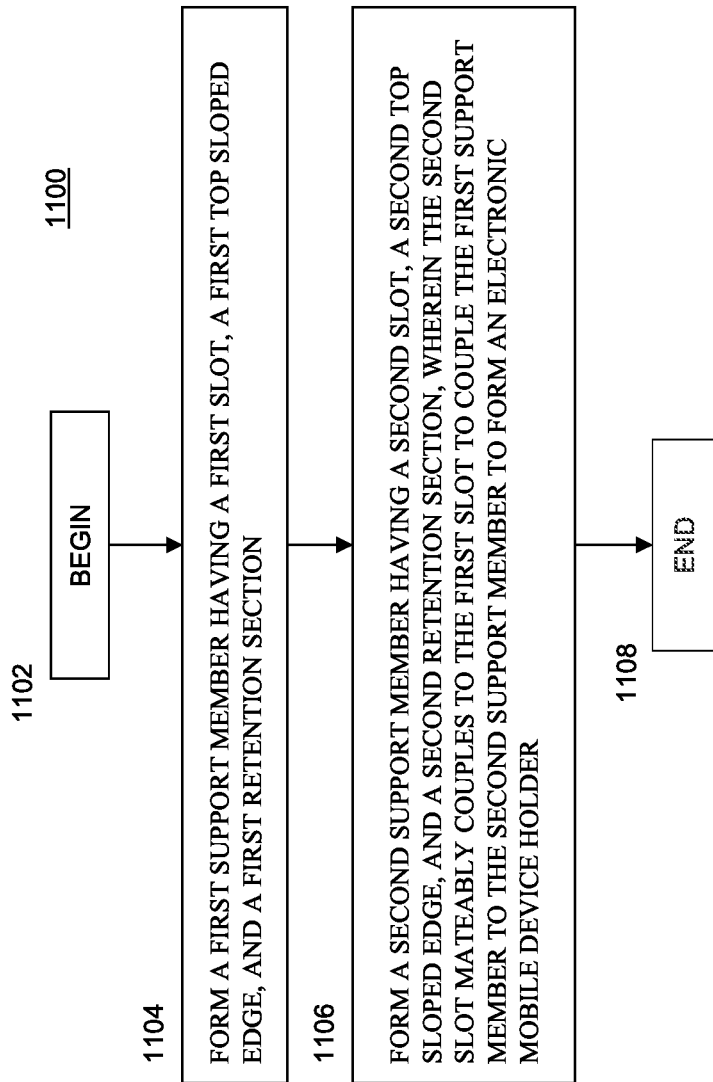 1100
1102
BEGIN
1104
FORM A FIRST SUPPORT MEMBER HAVING A FIRST SLOT, A FIRST TOP SLOPED
EDGE, AND A FIRST RETENTION SECTION
1106
FORM A SECOND SUPPORT MEMBER HAVING A SECOND SLOT, A SECOND TOP
SLOPED EDGE, AND A SECOND RETENTION SECTION, WHEREIN THE SECOND
SLOT MATEABLY COUPLES TO THE FIRST SLOT TO COUPLE THE FIRST SUPPORT
MEMBER TO THE SECOND SUPPORT MEMBER TO FORM AN ELECTRONIC
MOBILE DEVICE HOLDER
1108
END